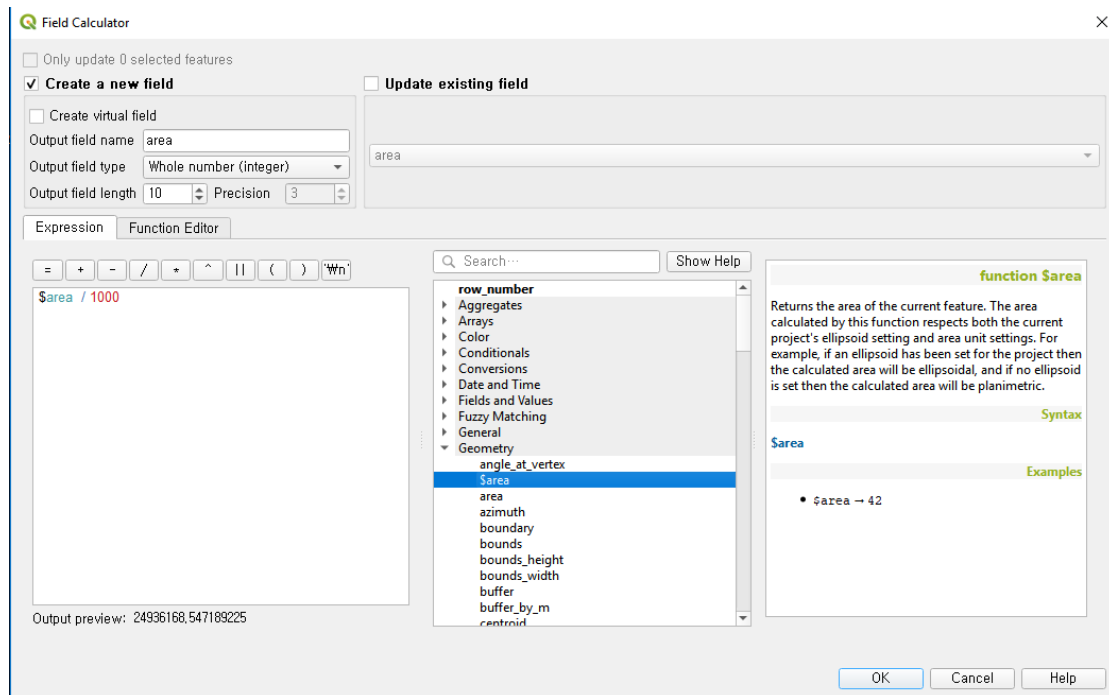 Field Calculator
Only update 0 selected features
Create a new field
Update existing field
Create virtual field
Output field name area
area
Output field type Whole number (integer)
Output field length 10 Precision 3
Expression Function Editor
= + - / * ^ || ( ) '₩n'
Search…
Show Help
$area / 1000
row_number
Aggregates
Arrays
Color
Conditionals
Conversions
Date and Time
Fields and Values
Fuzzy Matching
General
Geometry
angle_at_vertex
$area
area
azimuth
boundary
bounds
bounds_height
bounds_width
buffer
buffer_by_m
centroid
function $area
Returns the area of the current feature. The area
calculated by this function respects both the current
project's ellipsoid setting and area unit settings. For
example, if an ellipsoid has been set for the project then
the calculated area will be ellipsoidal, and if no ellipsoid
is set then the calculated area will be planimetric.
Syntax
$area
Examples
• $area → 42
Output preview: 24936168,547189225
OK Cancel Help